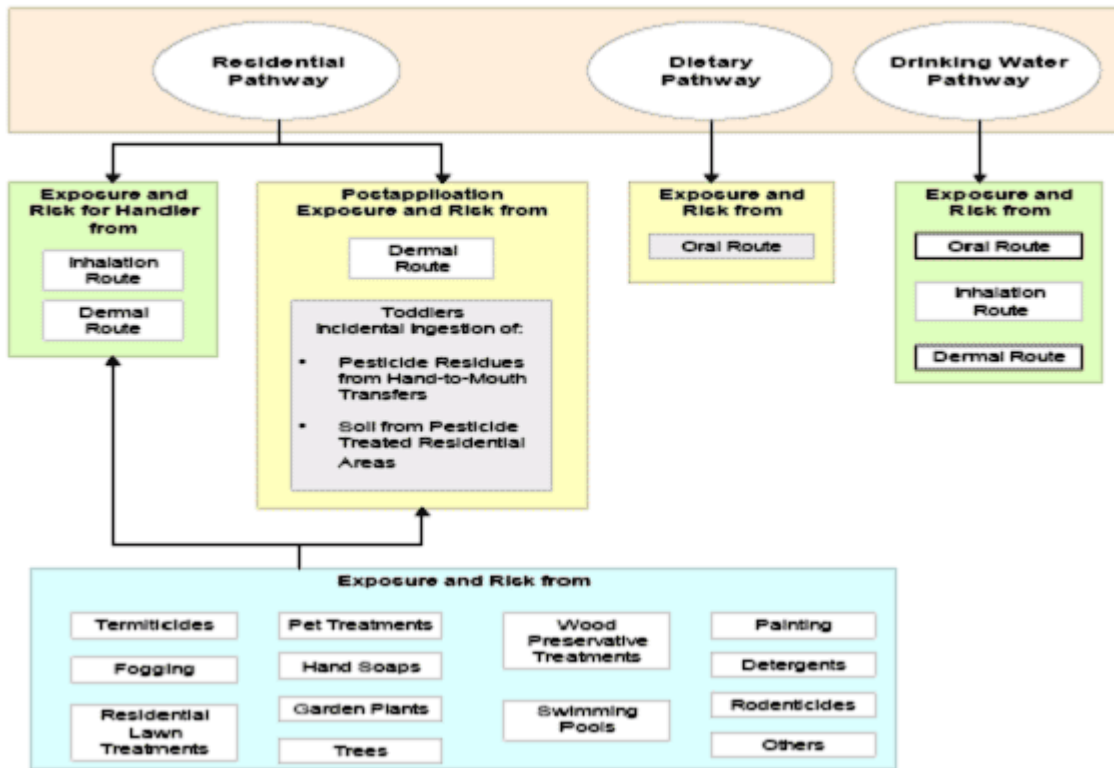 Residential
Pathway
Dietary
Pathway
Drinking Water
Pathway
Exposure and
Risk for Handler
from
Inhalation
Route
Dermal
Route
Postapplication
Exposure and Risk from
Dermal
Route
Toddlers
Incidental Ingestion of:
• Pesticide Residues
from Hand-to-Mouth
Transfers
• Soil from Pesticide
Treated Residential
Areas
Exposure and
Risk from
Oral Route
Exposure and
Risk from
Oral Route
Inhalation
Route
Dermal Route
Exposure and Risk from
Termiticides
Fogging
Residential
Lawn
Treatments
Pet Treatments
Hand Soaps
Garden Plants
Trees
Wood
Preservative
Treatments
Swimming
Pools
Painting
Detergents
Rodenticides
Others